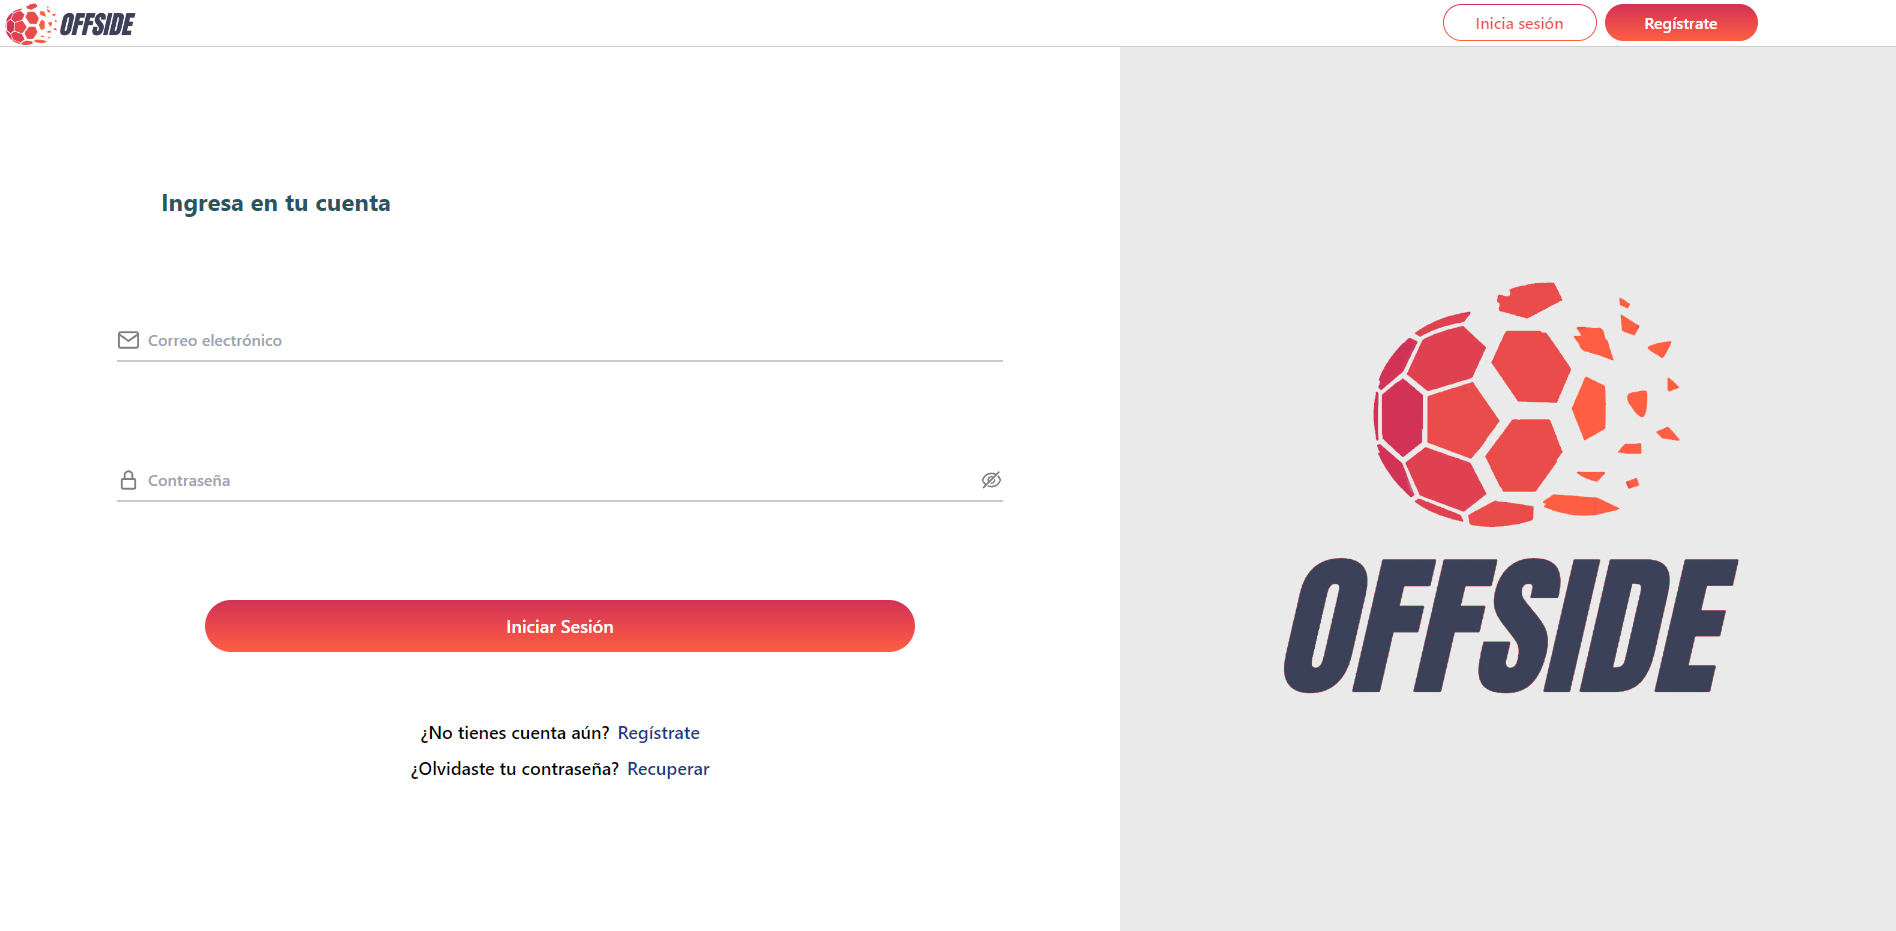 OFFSIDE
Inicia sesión
Regístrate
Ingresa en tu cuenta
Correo electrónico
Contraseña
Iniciar Sesión
¿No tienes cuenta aún? Regístrate
¿Olvidaste tu contraseña? Recuperar
OFFSIDE